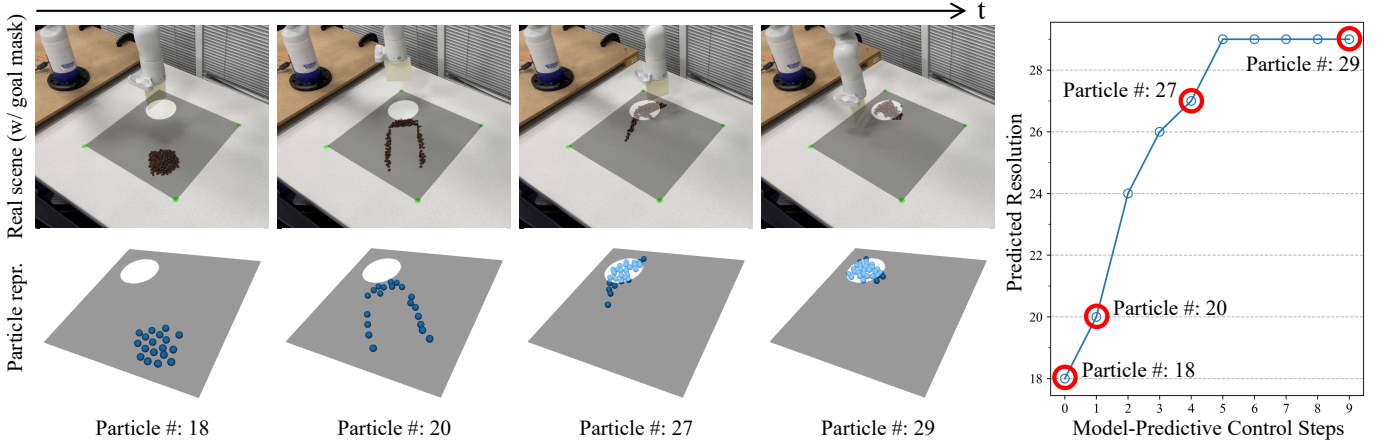 t
Real scene (w/ goal mask)
Particle repr.
Particle #: 18
Particle #: 20
Particle #: 27
Particle #: 29
Predicted Resolution
28
26
24
22
20
18
Particle #: 29
Particle #: 27
Particle #: 20
Particle #: 18
0 1 2 3 4 5 6 7 8 9
Model-Predictive Control Steps